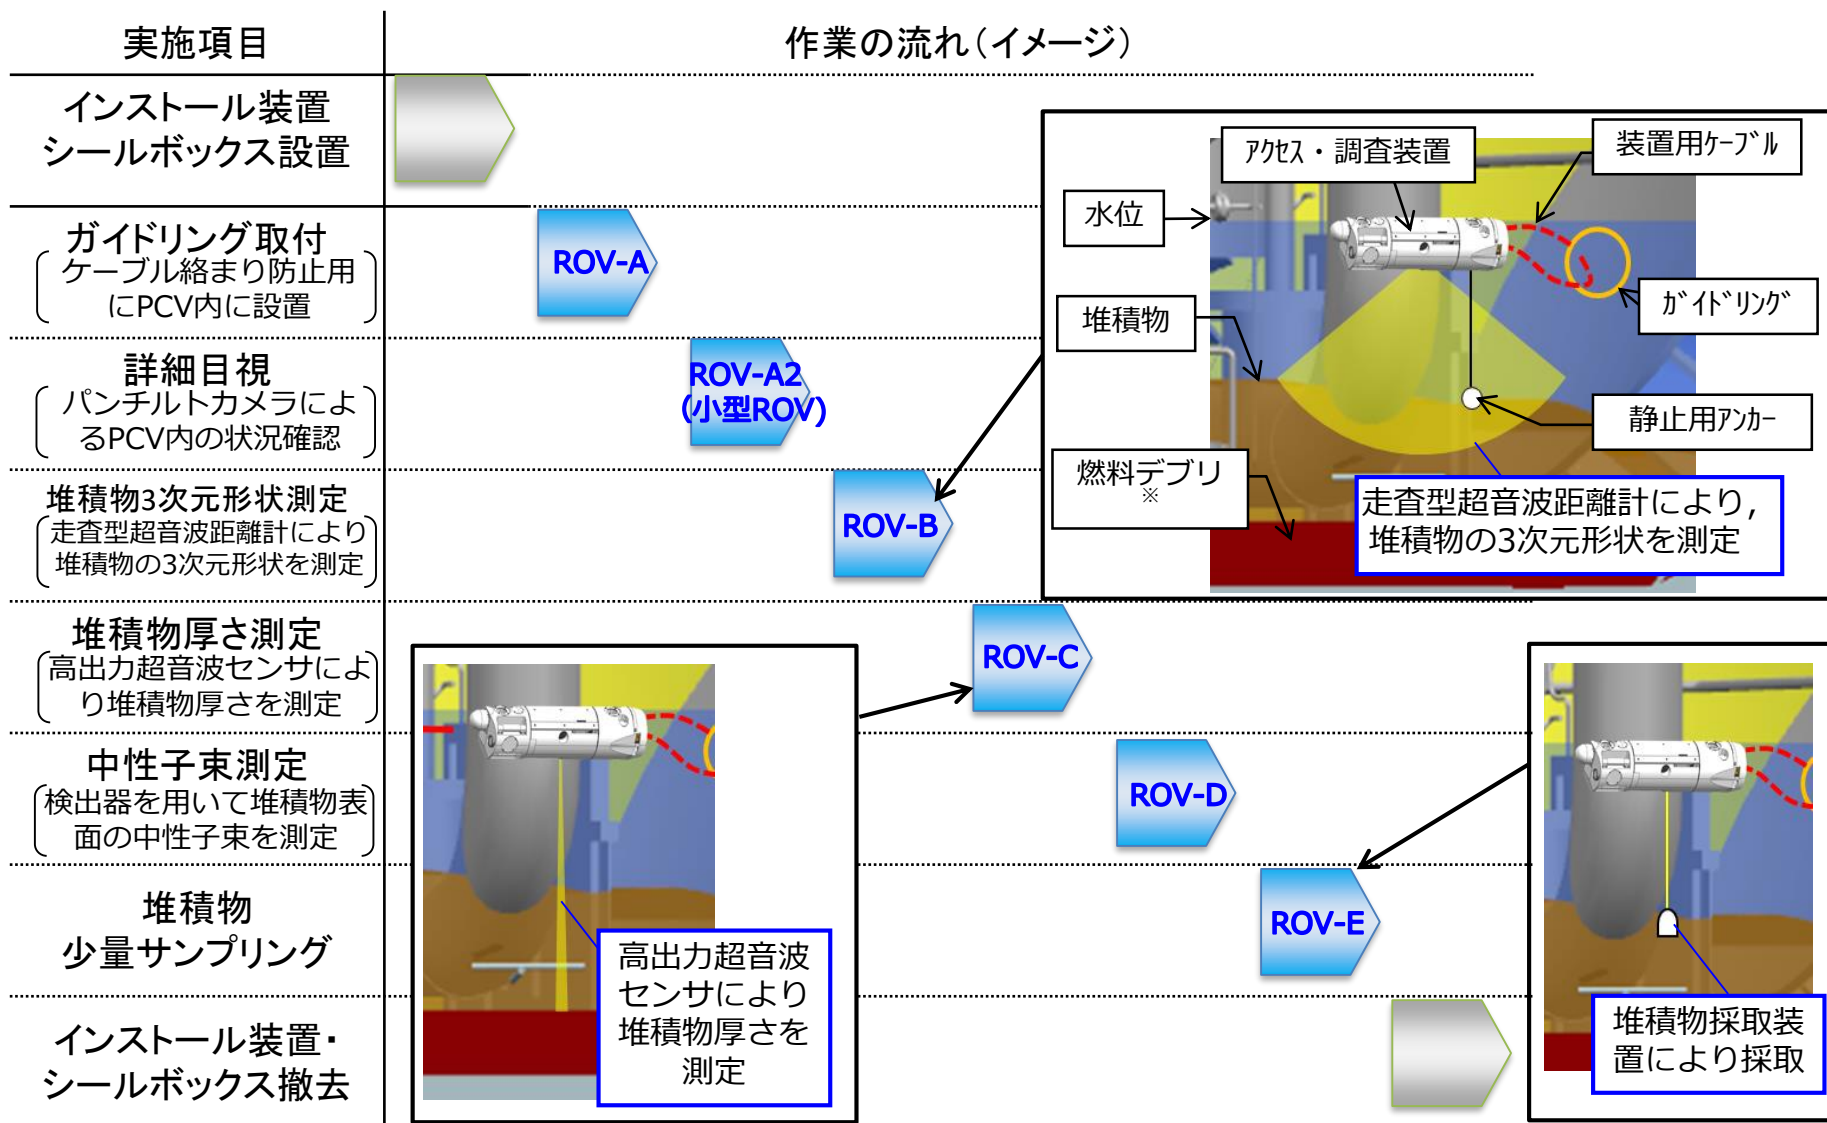 実施項目
作業の流れ（イメージ）
インストール装置
シールボックス設置
ガイドリング取付
ケーブル絡まり防止用
にPCV内に設置
ROV-A
詳細目視
パンチルトカメラによ
るPCV内の状況確認
ROV-A2
(小型ROV)
堆積物3次元形状測定
走査型超音波距離計により
堆積物の3次元形状を測定
ROV-B
アクセス・調査装置
装置用ケーブル
水位
ガイドリング
堆積物
静止用アンカー
燃料デブリ
※
走査型超音波距離計により，
堆積物の3次元形状を測定
堆積物厚さ測定
高出力超音波センサによ
り堆積物厚さを測定
ROV-C
中性子束測定
検出器を用いて堆積物表
面の中性子束を測定
ROV-D
堆積物
少量サンプリング
ROV-E
高出力超音波
センサにより
堆積物厚さを
測定
堆積物採取装
置により採取
インストール装置・
シールボックス撤去